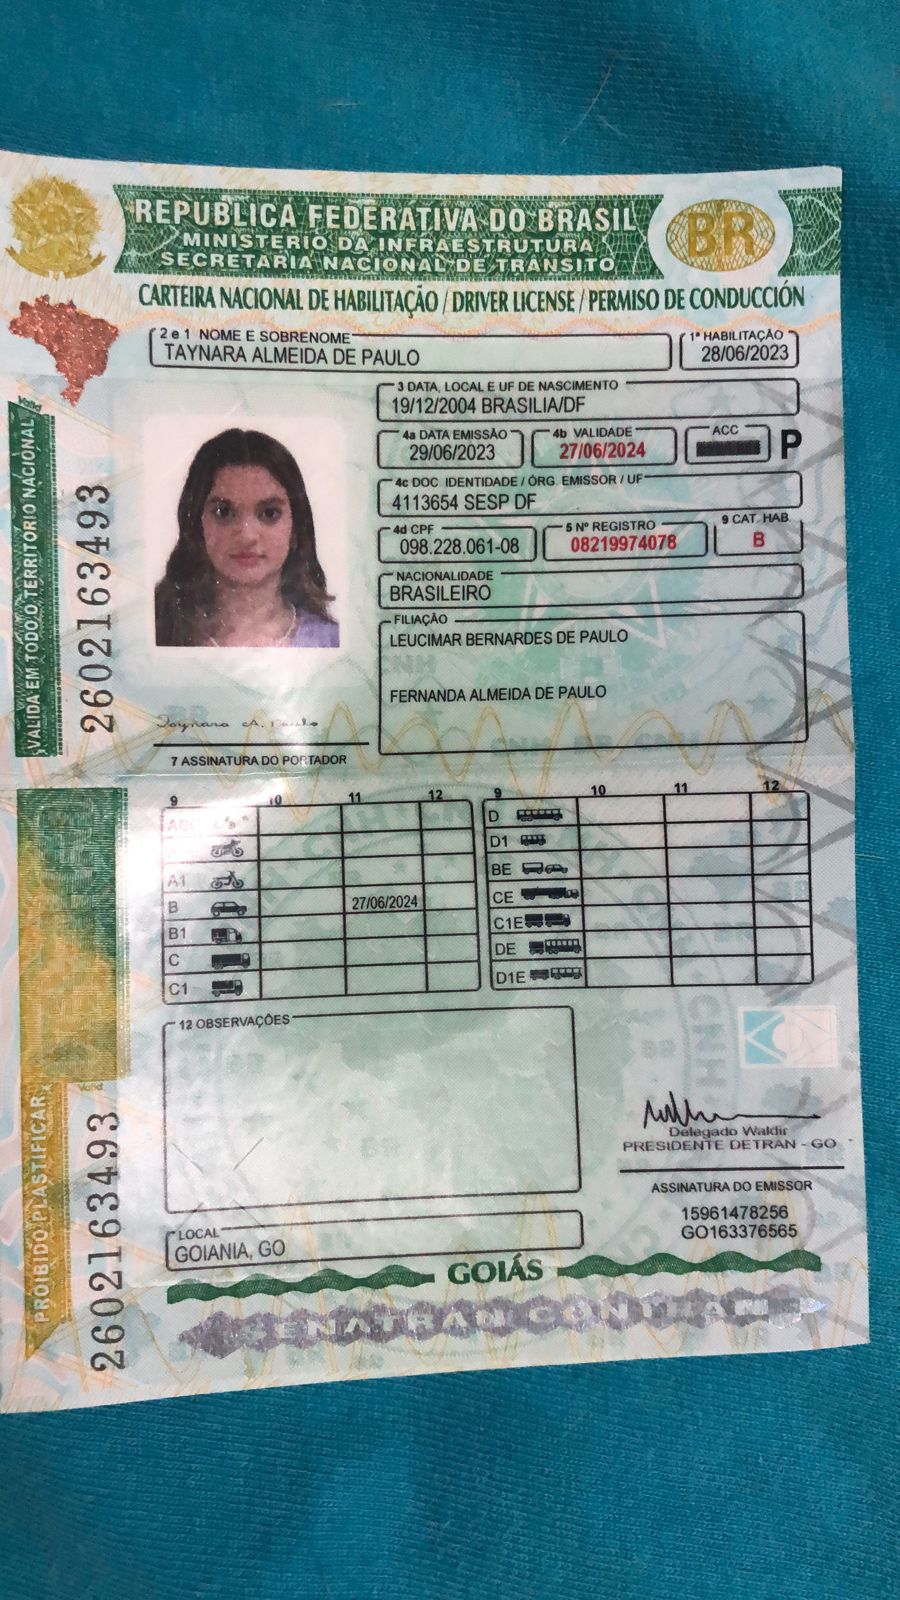 REPUBLICA FEDERATIVA DO BRASIL
MINISTERIO DA INFRAESTRUTURA
SECRETARIA NACIONAL DE TRÂNSITO
BR
CARTEIRA NACIONAL DE HABILITAÇÃO / DRIVER LICENSE / PERMISO DE CONDUCCIÓN
2 e 1 NOME E SOBRENOME
TAYNARA ALMEIDA DE PAULO
1ª HABILITAÇÃO
28/06/2023
3 DATA, LOCAL E UF DE NASCIMENTO
19/12/2004 BRASILIA/DF
4a DATA EMISSÃO
29/06/2023
4b VALIDADE
27/06/2024
ACC
P
4c DOC. IDENTIDADE / ÓRG. EMISSOR / UF
4113654 SESP DF
4d CPF
098.228.061-08
5 Nº REGISTRO
08219974078
9 CAT. HAB.
B
NACIONALIDADE
BRASILEIRO
FILIAÇÃO
LEUCIMAR BERNARDES DE PAULO
FERNANDA ALMEIDA DE PAULO
Taynara A. Paulo
7 ASSINATURA DO PORTADOR
VALIDA EM TODO O TERRITORIO NACIONAL
2602163493
9 10 11 12
ACC
A1
B 27/06/2024
B1
C
C1
9 10 11 12
D
D1
BE
CE
C1E
DE
D1E
12 OBSERVAÇÕES
Delegado Waldir
PRESIDENTE DETRAN - GO
ASSINATURA DO EMISSOR
15961478256
GO163376565
LOCAL
GOIANIA, GO
GOIÁS
SENATRAN CONTRAN
PROIBIDO PLASTIFICAR
2602163493